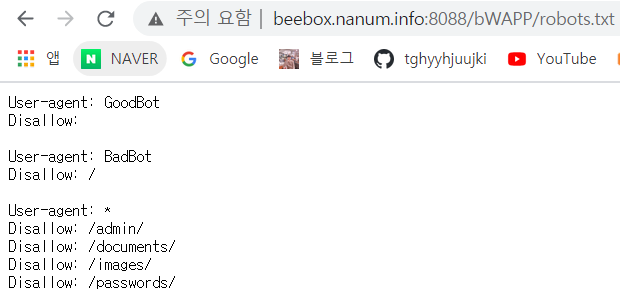 주의 요함 | beebox.nanum.info:8088/bWAPP/robots.txt
앱 N NAVER G Google 블로그 tghyyhjuujki YouTube
User-agent: GoodBot
Disallow:
User-agent: BadBot
Disallow: /
User-agent: *
Disallow: /admin/
Disallow: /documents/
Disallow: /images/
Disallow: /passwords/